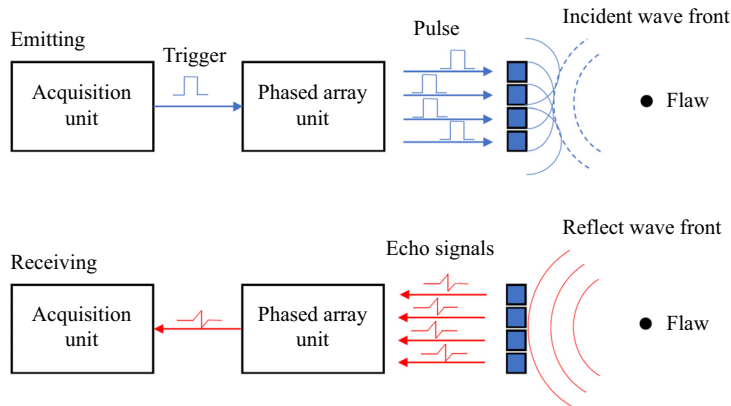 Incident wave front
Emitting
Pulse
Trigger
Acquisition
unit
Phased array
unit
Flaw
Reflect wave front
Echo signals
Receiving
Acquisition
unit
Phased array
unit
Flaw